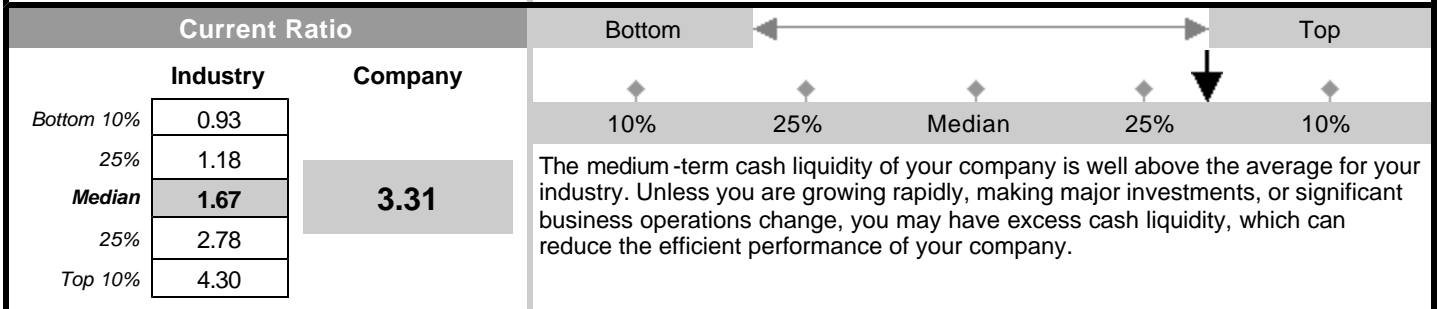 Current Ratio
Industry Company
Bottom 10% 0.93
25% 1.18
Median 1.67 3.31
25% 2.78
Top 10% 4.30
Bottom Top
10% 25% Median 25% 10%
The medium-term cash liquidity of your company is well above the average for your
industry. Unless you are growing rapidly, making major investments, or significant
business operations change, you may have excess cash liquidity, which can
reduce the efficient performance of your company.